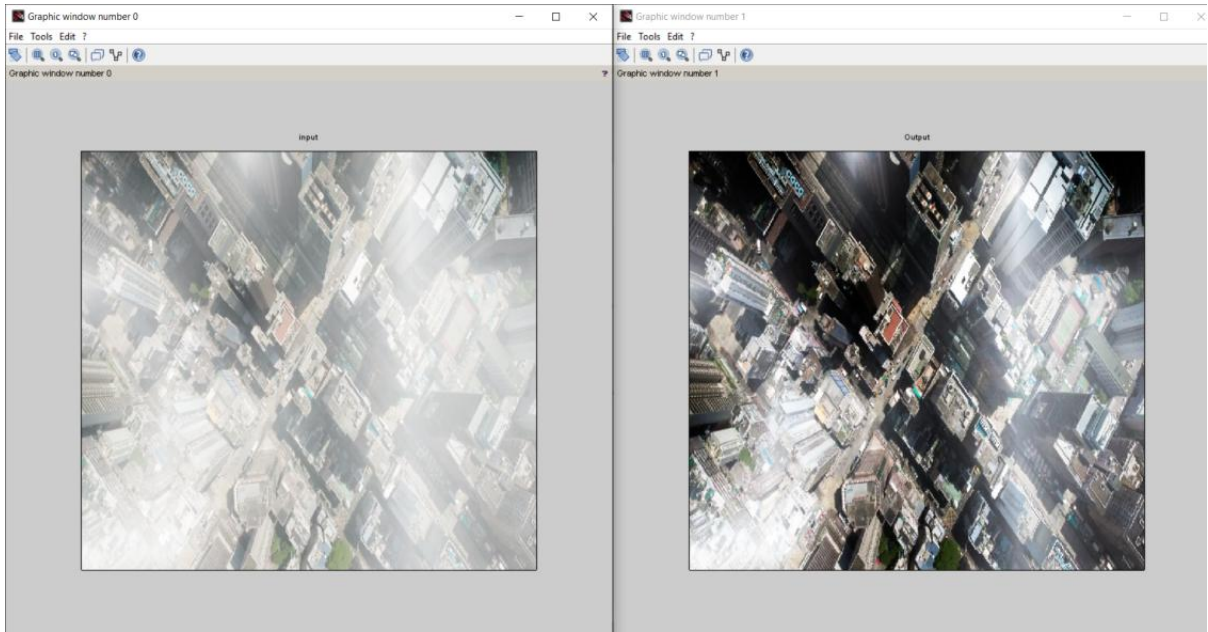 Graphic window number 0
File Tools Edit ?
Graphic window number 0 ?
input
Graphic window number 1
File Tools Edit ?
Graphic window number 1
Output